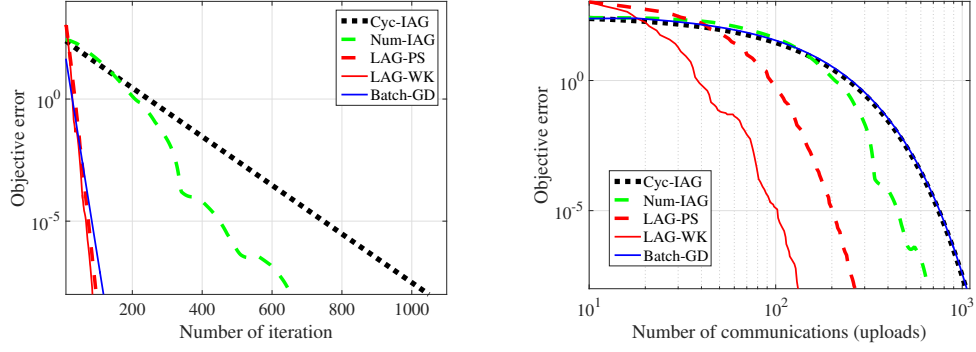 Objective error
10^0
10^-5
Cyc-IAG
Num-IAG
LAG-PS
LAG-WK
Batch-GD
200 400 600 800 1000
Number of iteration
Objective error
10^0
10^-5
Cyc-IAG
Num-IAG
LAG-PS
LAG-WK
Batch-GD
10^1 10^2 10^3
Number of communications (uploads)